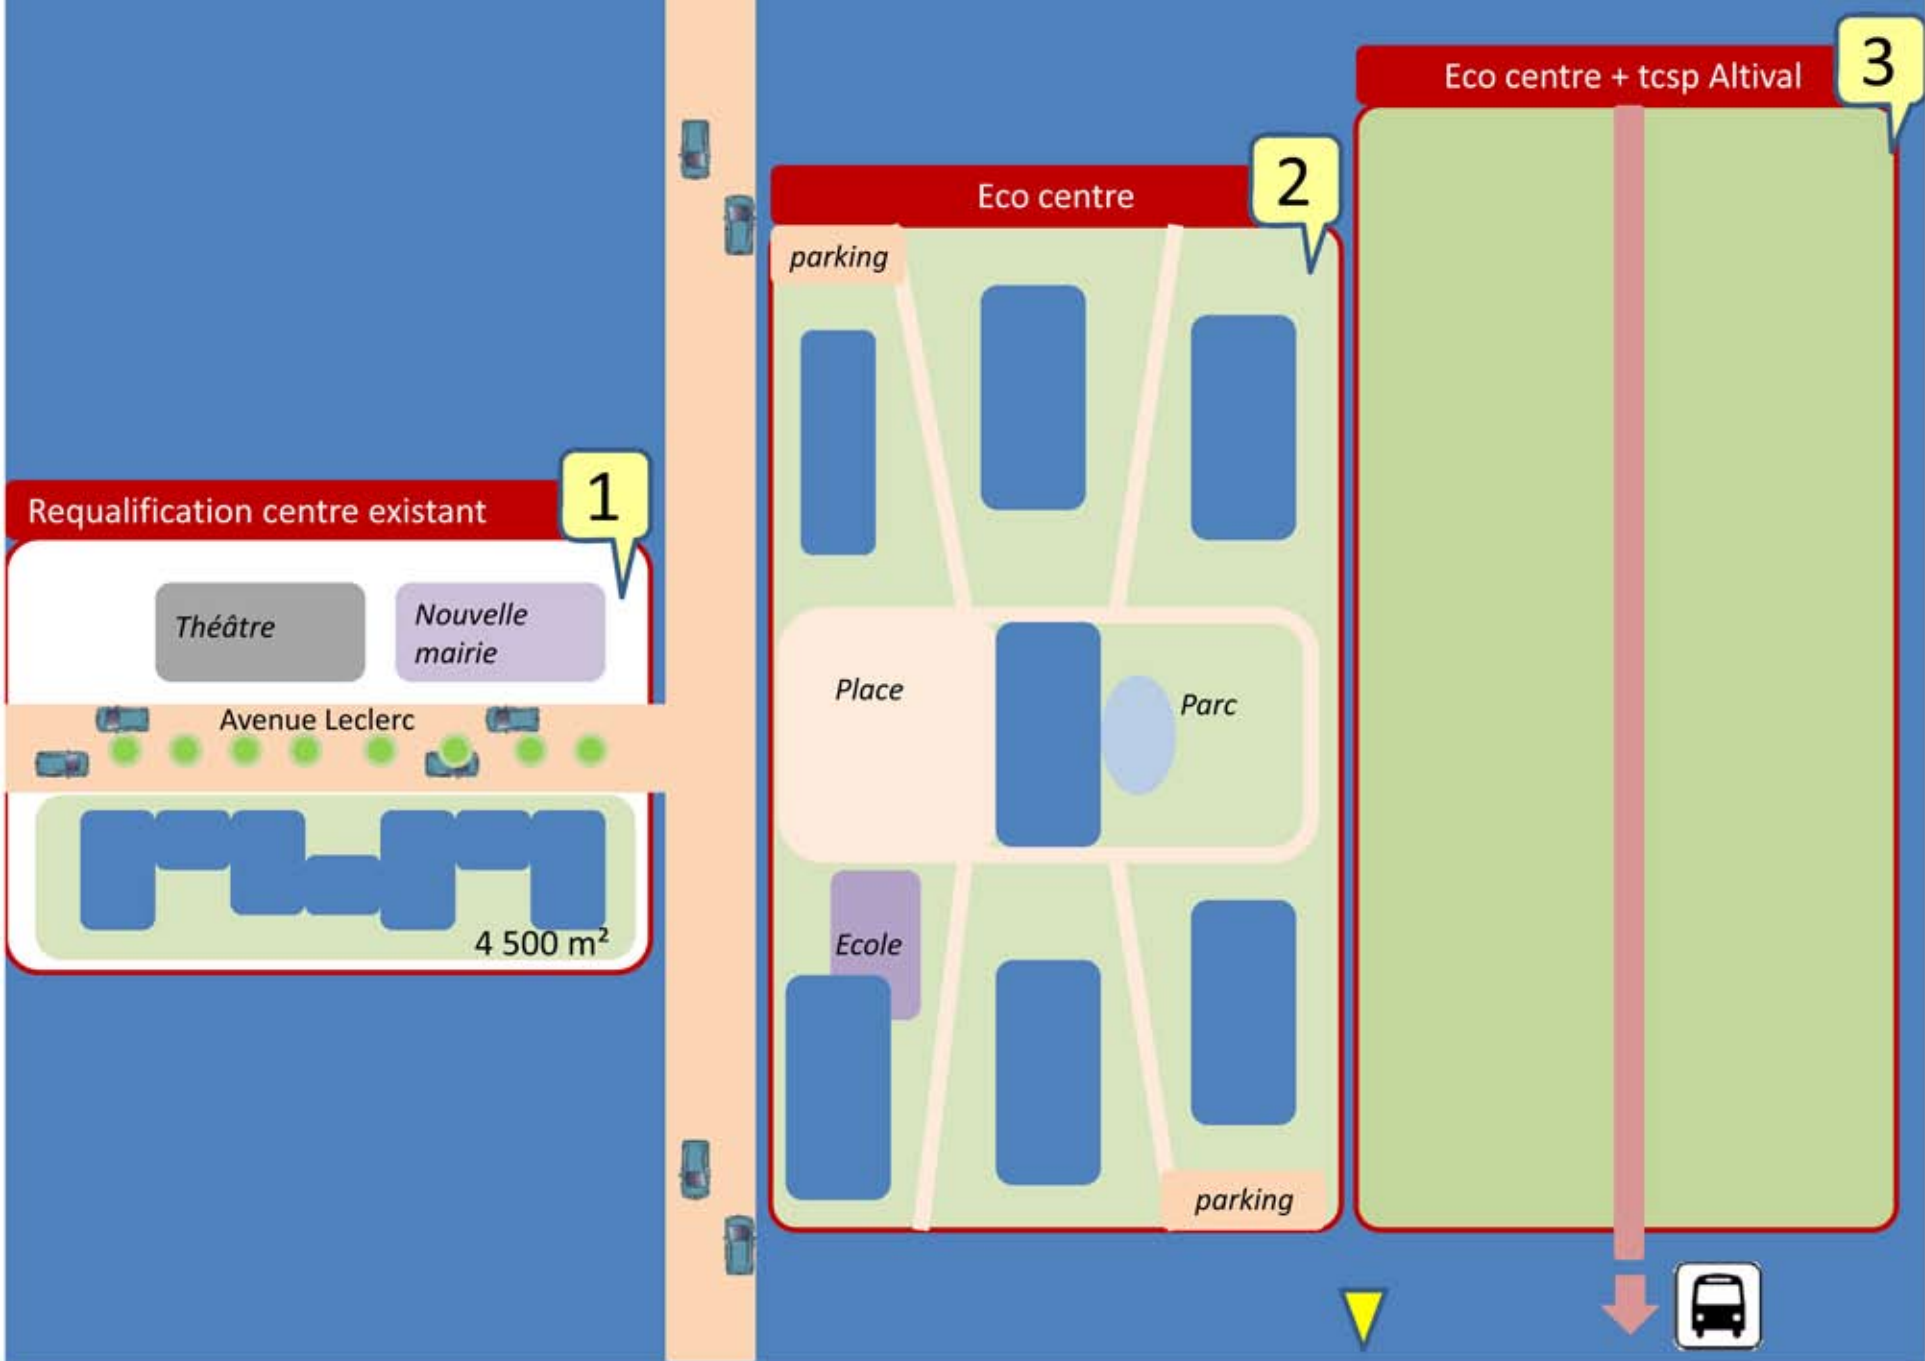 Eco centre + tcsp Altival
3
Eco centre
2
parking
Requalification centre existant
1
Théâtre
Nouvelle
mairie
Avenue Leclerc
Place
Parc
4 500 m²
Ecole
parking